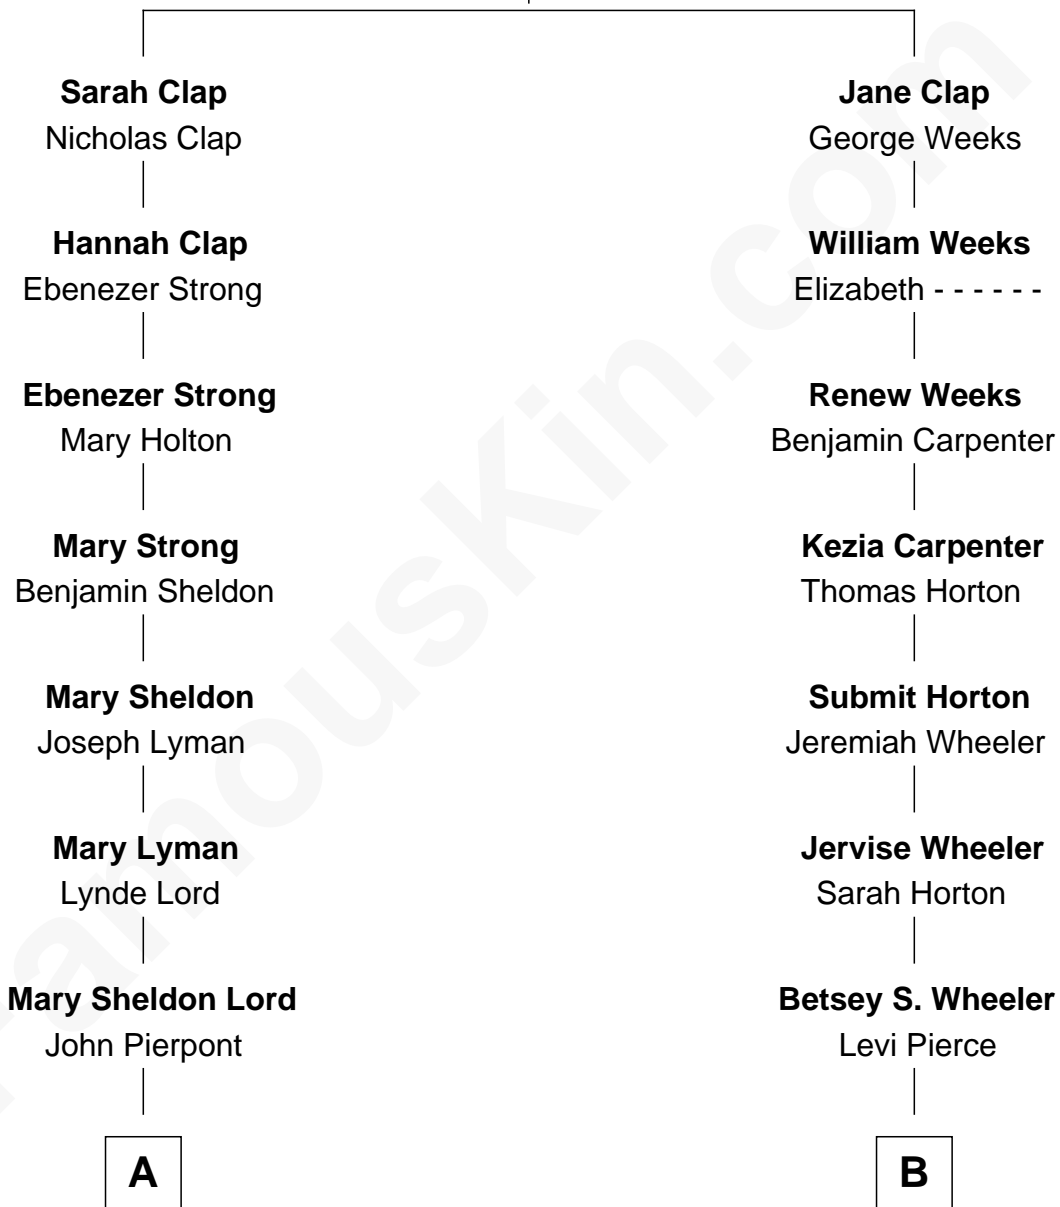 Sarah Clap
Nicholas Clap
Hannah Clap
Ebenezer Strong
Ebenezer Strong
Mary Holton
Mary Strong
Benjamin Sheldon
Mary Sheldon
Joseph Lyman
Mary Lyman
Lynde Lord
Mary Sheldon Lord
John Pierpont
A
Jane Clap
George Weeks
William Weeks
Elizabeth - - - - - -
Renew Weeks
Benjamin Carpenter
Kezia Carpenter
Thomas Horton
Submit Horton
Jeremiah Wheeler
Jervise Wheeler
Sarah Horton
Betsey S. Wheeler
Levi Pierce
B
FamousKin.com